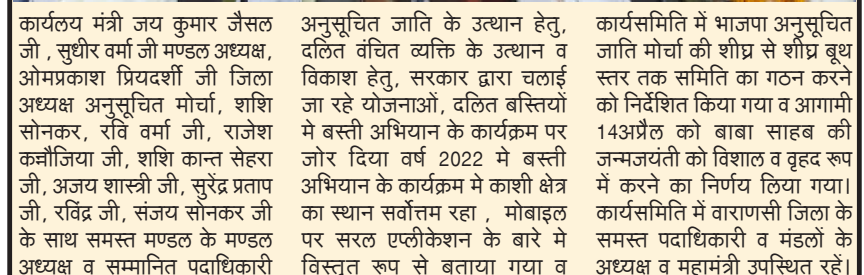 कार्यलय मंत्री जय कुमार जैसल
जी , सुधीर वर्मा जी मण्डल अध्यक्ष,
ओमप्रकाश प्रियदर्शी जी जिला
अध्यक्ष अनुसूचित मोर्चा, शशि
सोनकर, रवि वर्मा जी, राजेश
कन्नौजिया जी, शशि कान्त सेहरा
जी, अजय शास्त्री जी, सुरेंद्र प्रताप
जी, रविंद्र जी, संजय सोनकर जी
के साथ समस्त मण्डल के मण्डल
अध्यक्ष व सम्मानित पदाधिकारी
अनुसूचित जाति के उत्थान हेतु,
दलित वंचित व्यक्ति के उत्थान व
विकाश हेतु, सरकार द्वारा चलाई
जा रहे योजनाओं, दलित बस्तियों
मे बस्ती अभियान के कार्यक्रम पर
जोर दिया वर्ष 2022 मे बस्ती
अभियान के कार्यक्रम मे काशी क्षेत्र
का स्थान सर्वोत्तम रहा , मोबाइल
पर सरल एप्लीकेशन के बारे मे
विस्तृत रूप से बताया गया व
कार्यसमिति में भाजपा अनुसूचित
जाति मोर्चा की शीघ्र से शीघ्र बूथ
स्तर तक समिति का गठन करने
को निर्देशित किया गया व आगामी
14अप्रैल को बाबा साहब की
जन्मजयंती को विशाल व वृहद रूप
में करने का निर्णय लिया गया।
कार्यसमिति में वाराणसी जिला के
समस्त पदाधिकारी व मंडलों के
अध्यक्ष व महामंत्री उपस्थित रहें।